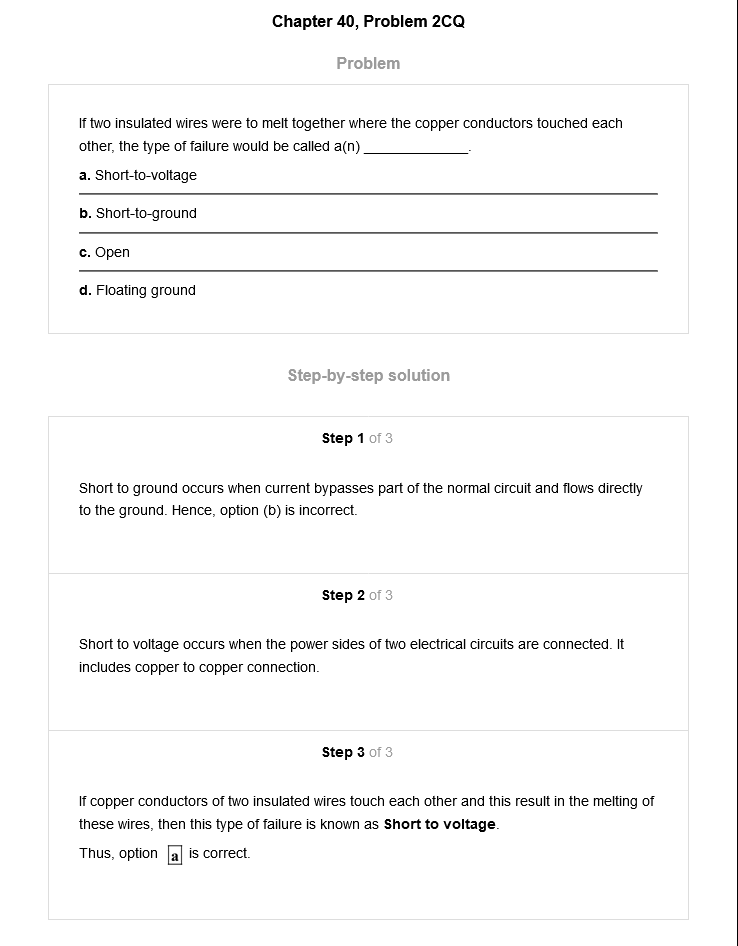 Chapter 40, Problem 2CQ
Problem
If two insulated wires were to melt together where the copper conductors touched each
other, the type of failure would be called a(n) _____________.
a. Short-to-voltage
b. Short-to-ground
c. Open
d. Floating ground
Step-by-step solution
Step 1 of 3
Short to ground occurs when current bypasses part of the normal circuit and flows directly
to the ground. Hence, option (b) is incorrect.
Step 2 of 3
Short to voltage occurs when the power sides of two electrical circuits are connected. It
includes copper to copper connection.
Step 3 of 3
If copper conductors of two insulated wires touch each other and this result in the melting of
these wires, then this type of failure is known as Short to voltage.
Thus, option a is correct.